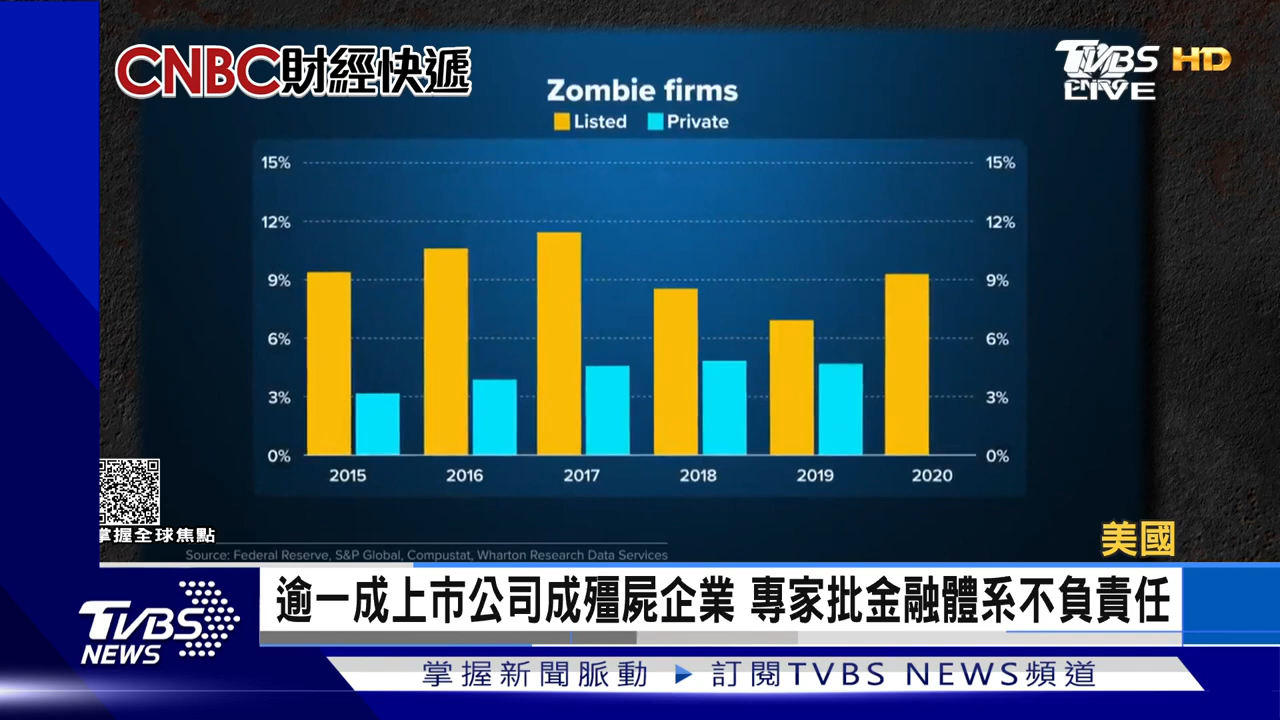 CNBC財經快遞
TVBS HD
CNBC
LIVE
Zombie firms
Listed Private
15% 15%
12% 12%
9% 9%
6% 6%
3% 3%
0% 0%
2015 2016 2017 2018 2019 2020
掌握全球焦點
Source: Federal Reserve, S&P Global, Compustat, Wharton Research Data Services
美國
逾一成上市公司成殭屍企業 專家批金融體系不負責任
TVBS
NEWS
掌握新聞脈動 ► 訂閱TVBS NEWS頻道